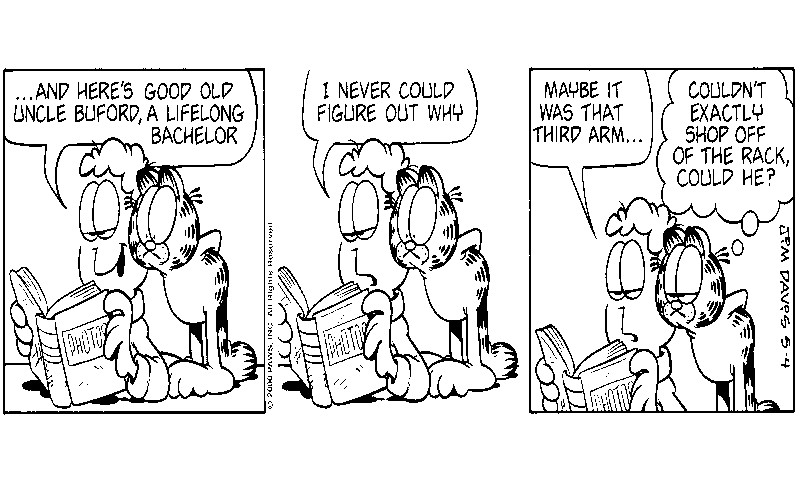 ...AND HERE'S GOOD OLD
UNCLE BUFORD, A LIFELONG
BACHELOR
PHOTOS
© 2000 PAWS, INC. All Rights Reserved.
I NEVER COULD
FIGURE OUT WHY
PHOTOS
MAYBE IT
WAS THAT
THIRD ARM...
COULDN'T
EXACTLY
SHOP OFF
OF THE RACK,
COULD HE?
JIM DAVIS 5-4